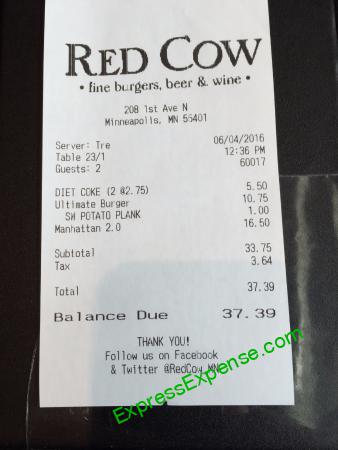 RED COW
• fine burgers, beer & wine •
208 1st Ave N
Minneapolis, MN 55401
Server: Tre 06/04/2016
Table 23/1 12:36 PM
Guests: 2 60017
DIET COKE (2 @2.75) 5.50
Ultimate Burger 10.75
SW POTATO PLANK 1.00
Manhattan 2.0 16.50
Subtotal 33.75
Tax 3.64
Total 37.39
Balance Due 37.39
THANK YOU!
Follow us on Facebook
& Twitter @RedCow_MN
ExpressExpense.com